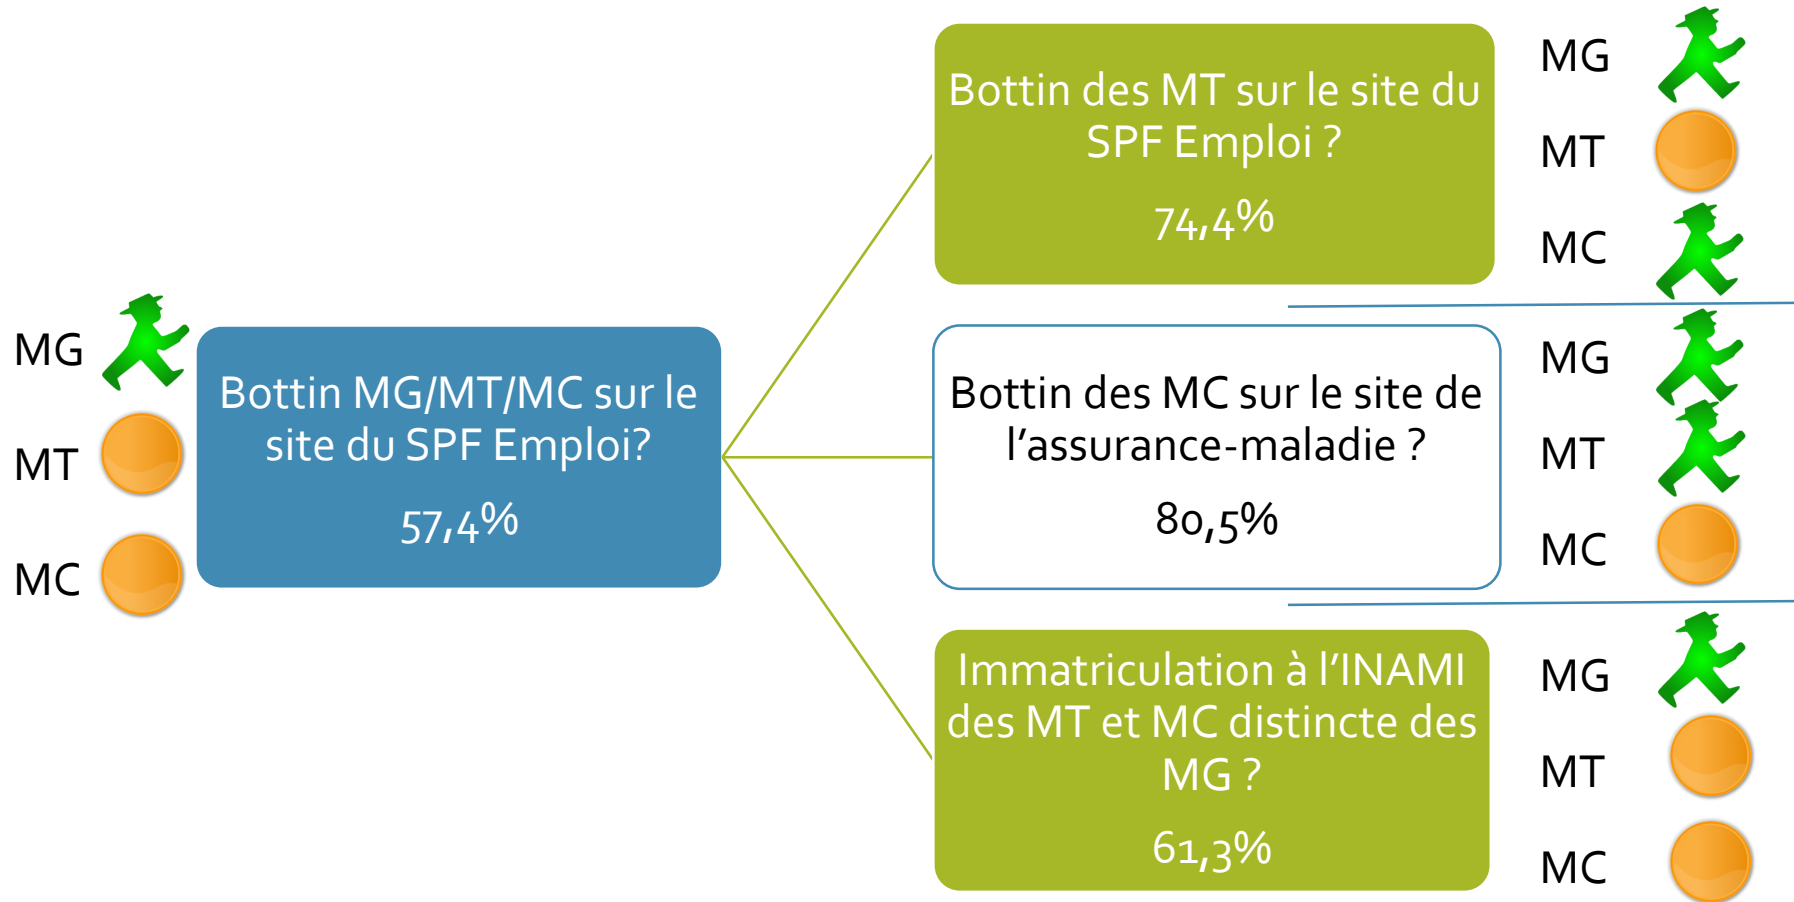 MG
MT
MC
Bottin MG/MT/MC sur le
site du SPF Emploi?
57,4%
Bottin des MT sur le site du
SPF Emploi ?
74,4%
MG
MT
MC
Bottin des MC sur le site de
l’assurance-maladie ?
80,5%
MG
MT
MC
Immatriculation à l’INAMI
des MT et MC distincte des
MG ?
61,3%
MG
MT
MC